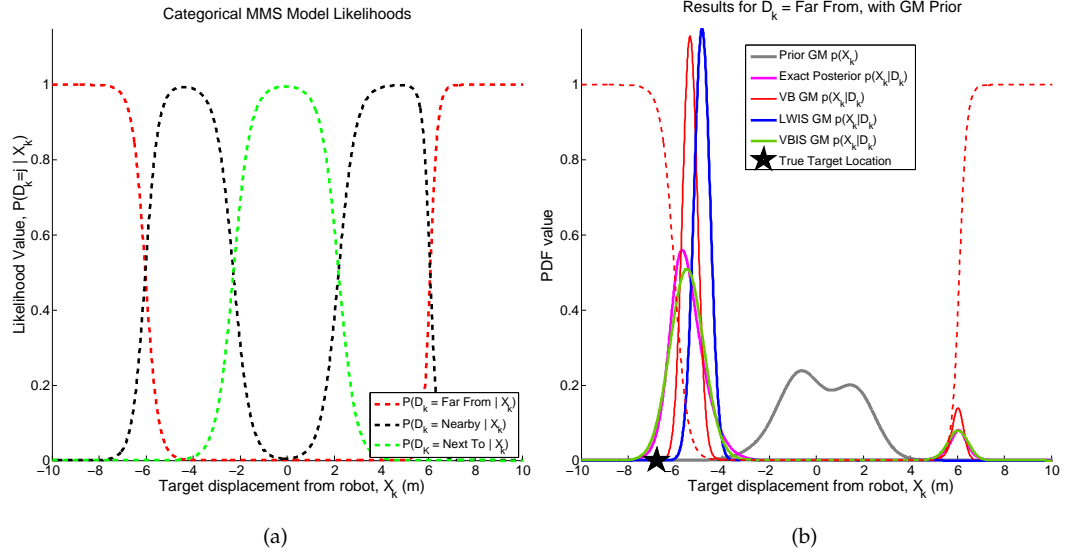 Categorical MMS Model Likelihoods
Likelihood Value, P(D_k=j | X_k)
1
0.8
0.6
0.4
0.2
0
−10 −8 −6 −4 −2 0 2 4 6 8 10
Target displacement from robot, X_k (m)
P(D_k = Far From | X_k)
P(D_k = Nearby | X_k)
P(D_K = Next To | X_k)
(a)
Results for D_k = Far From, with GM Prior
PDF value
1
0.8
0.6
0.4
0.2
0
−10 −8 −6 −4 −2 0 2 4 6 8 10
Target displacement from robot, X_k (m)
Prior GM p(X_k)
Exact Posterior p(X_k|D_k)
VB GM p(X_k|D_k)
LWIS GM p(X_k|D_k)
VBIS GM p(X_k|D_k)
True Target Location
(b)